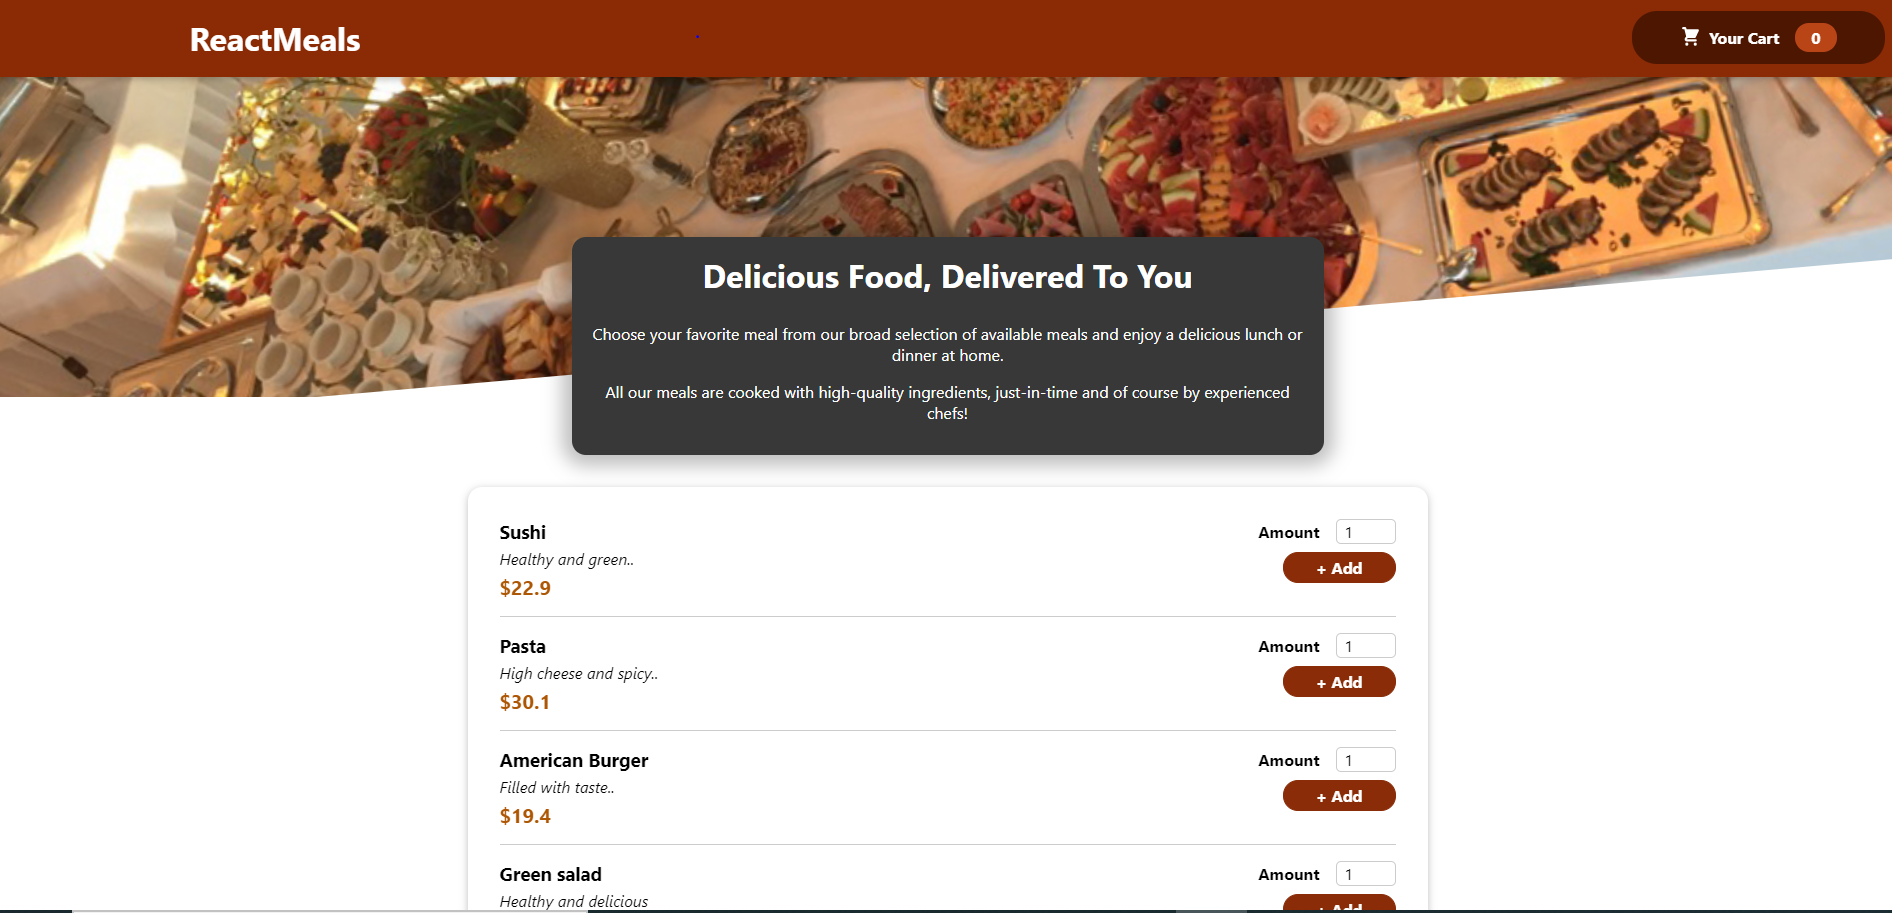 ReactMeals
Your Cart 0
Delicious Food, Delivered To You
Choose your favorite meal from our broad selection of available meals and enjoy a delicious lunch or
dinner at home.
All our meals are cooked with high-quality ingredients, just-in-time and of course by experienced
chefs!
Sushi
Healthy and green..
$22.9
Amount 1
+ Add
Pasta
High cheese and spicy..
$30.1
Amount 1
+ Add
American Burger
Filled with taste..
$19.4
Amount 1
+ Add
Green salad
Healthy and delicious
Amount 1
+ Add